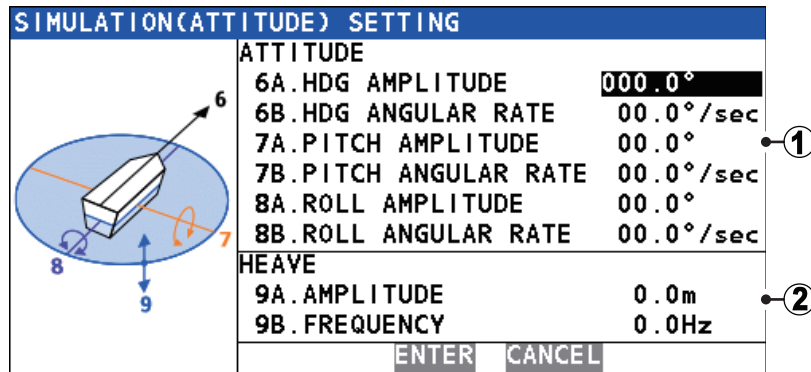 SIMULATION(ATTITUDE) SETTING
ATTITUDE
6A.HDG AMPLITUDE 000.0°
6B.HDG ANGULAR RATE 00.0°/sec
7A.PITCH AMPLITUDE 00.0°
7B.PITCH ANGULAR RATE 00.0°/sec
8A.ROLL AMPLITUDE 00.0°
8B.ROLL ANGULAR RATE 00.0°/sec
1
6
7
8
9
HEAVE
9A.AMPLITUDE 0.0m
9B.FREQUENCY 0.0Hz
2
ENTER CANCEL